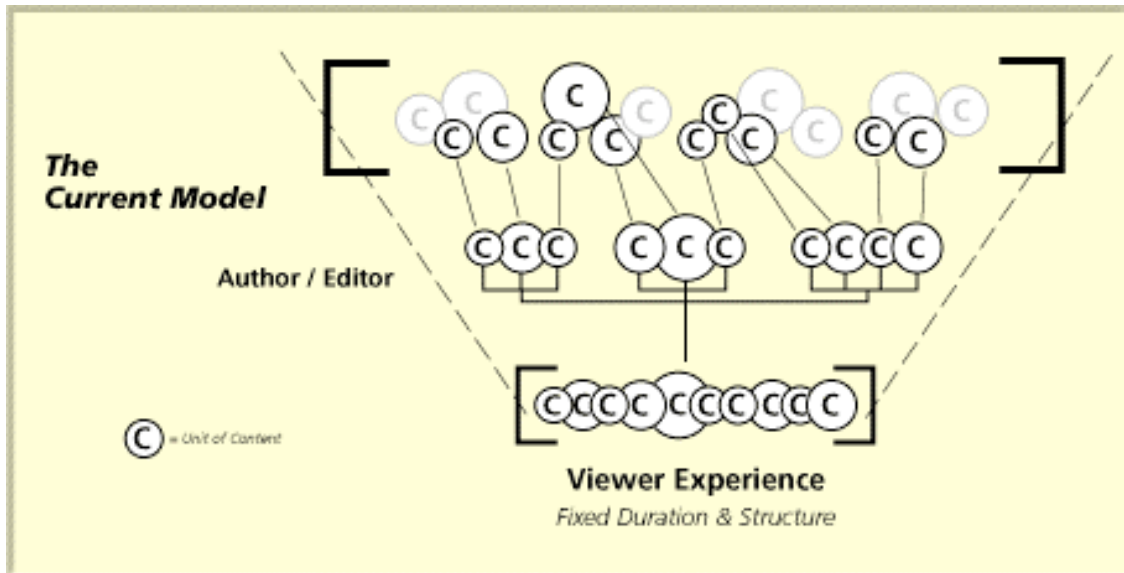 C C C C C C C C C C C C C C C C C
The
Current Model
C C C C C C C C C C
Author / Editor
C C C C C C C C C C
C = Unit of Content
Viewer Experience
Fixed Duration & Structure